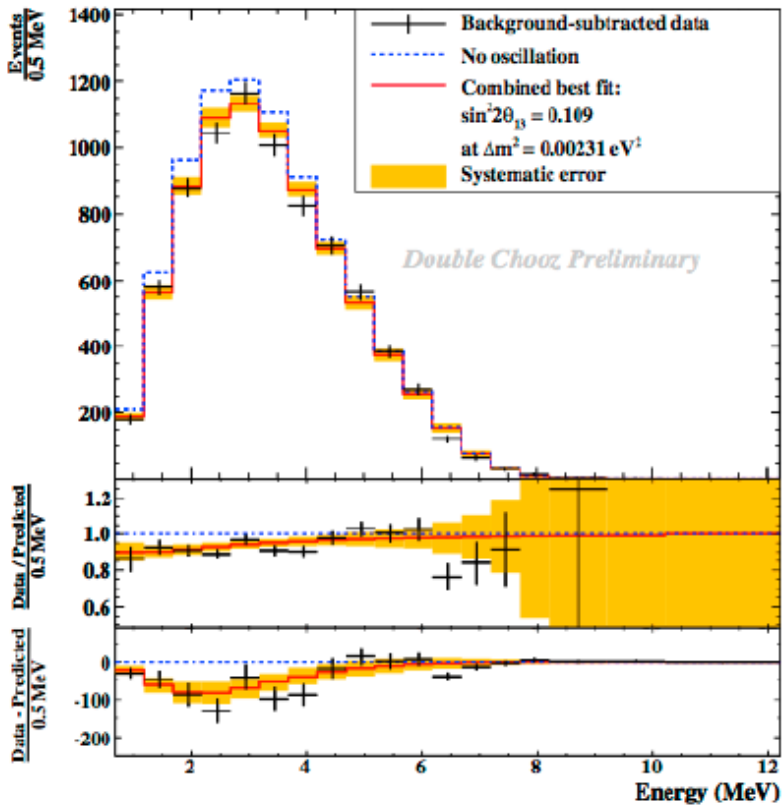 Events
0.5 MeV
1400
1200
1000
800
600
400
200
Background-subtracted data
No oscillation
Combined best fit:
sin²2θ₁₃ = 0.109
at Δm² = 0.00231 eV²
Systematic error
Double Chooz Preliminary
Data / Predicted
0.5 MeV
1.2
1.0
0.8
0.6
Data - Predicted
0.5 MeV
0
-100
-200
2
4
6
8
10
12
Energy (MeV)